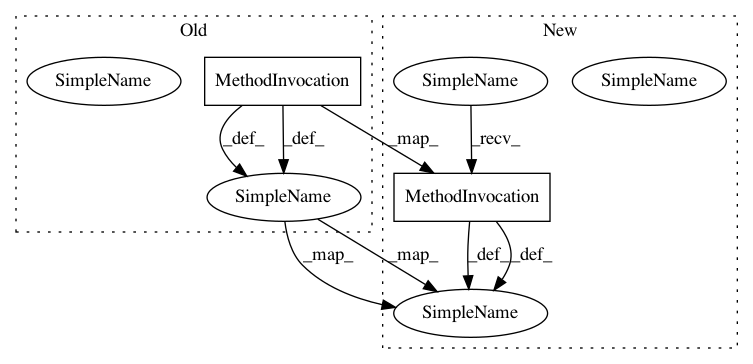 Old
New
SimpleName
MethodInvocation
SimpleName
SimpleName
_def_
_def_
_map_
_recv_
SimpleName
MethodInvocation
_map_
_map_
_def_
_def_
SimpleName